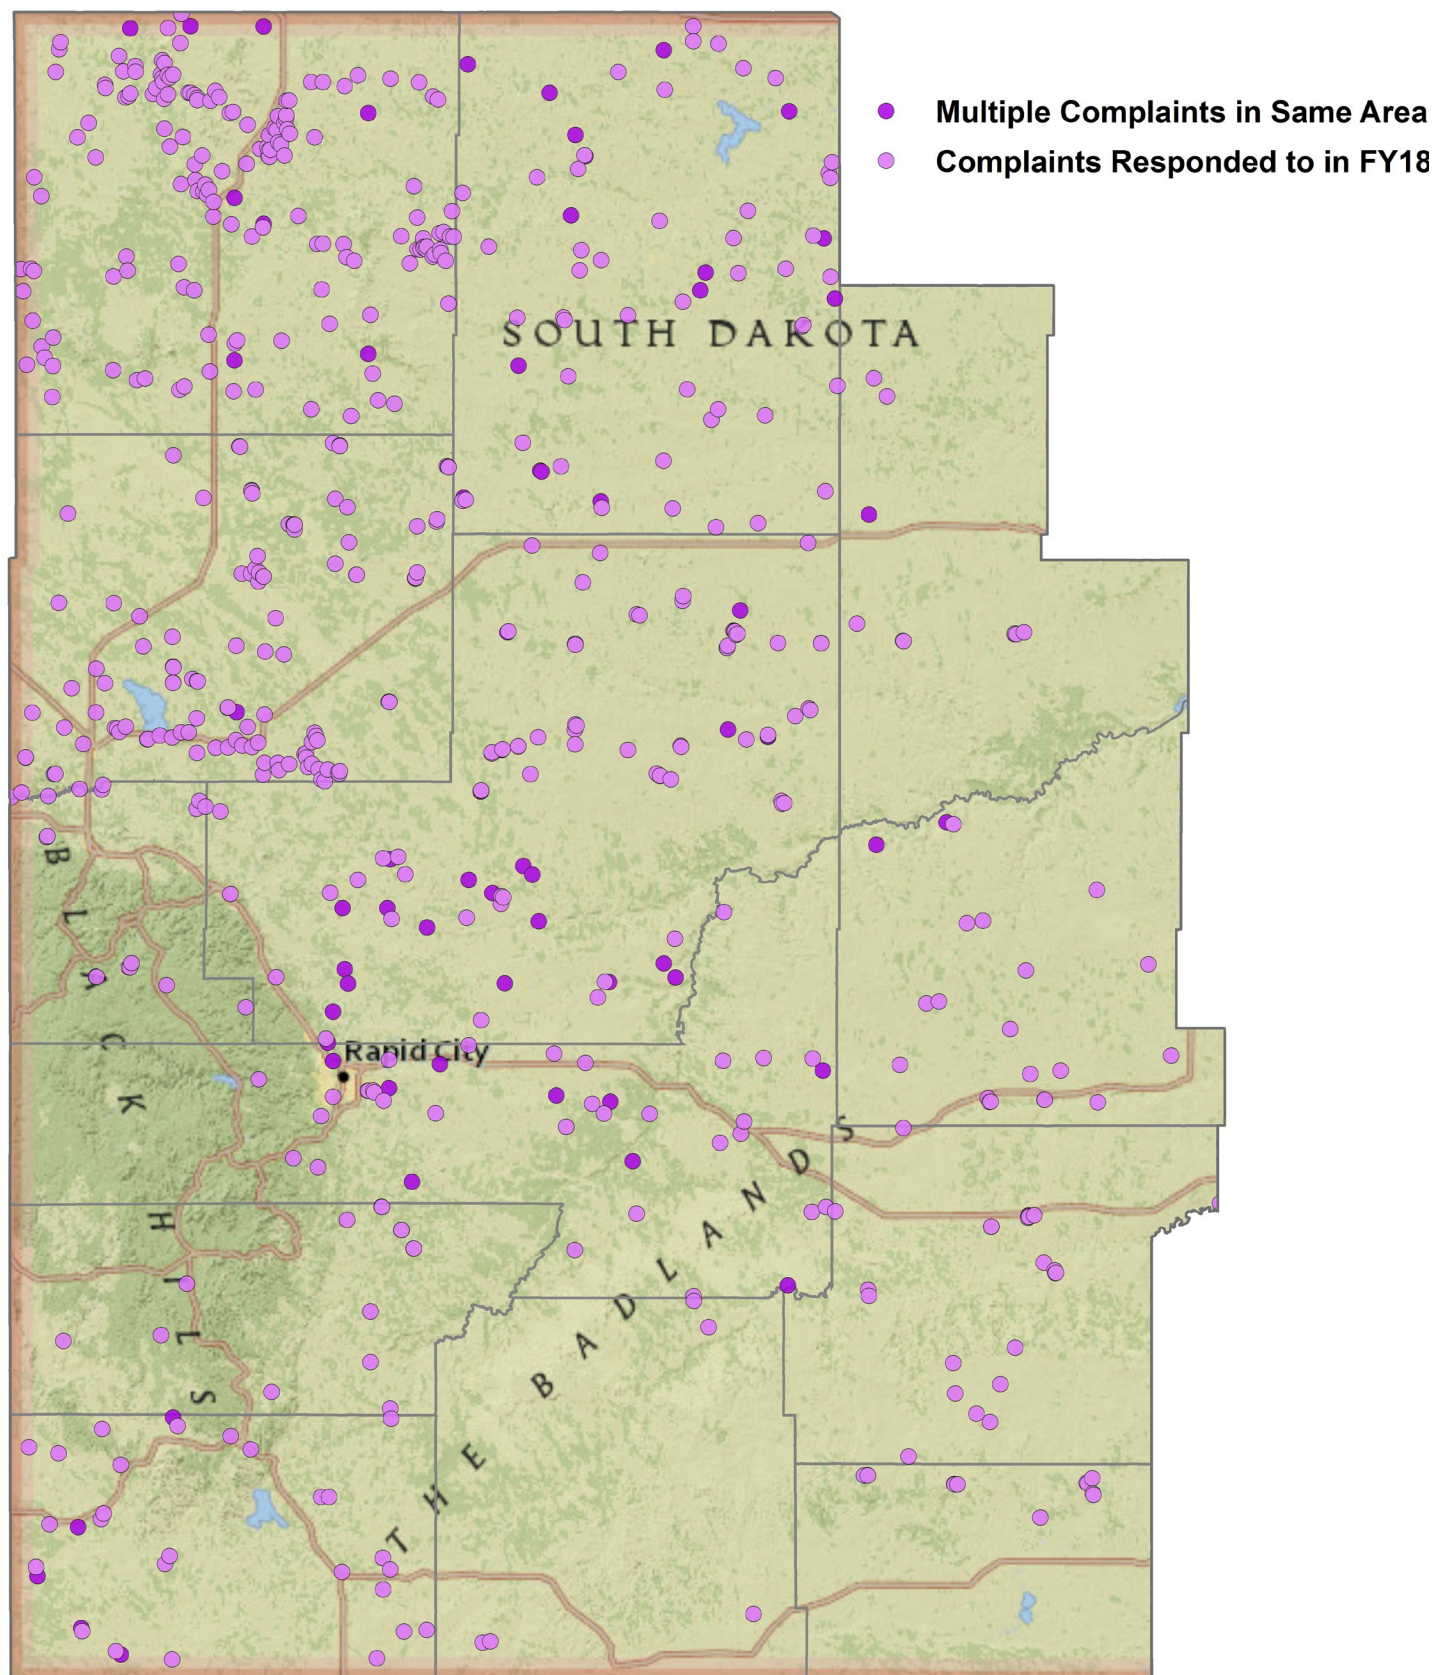 Multiple Complaints in Same Area
Complaints Responded to in FY18
SOUTH DAKOTA
BLACK HILLS
Rapid City
THE BADLANDS